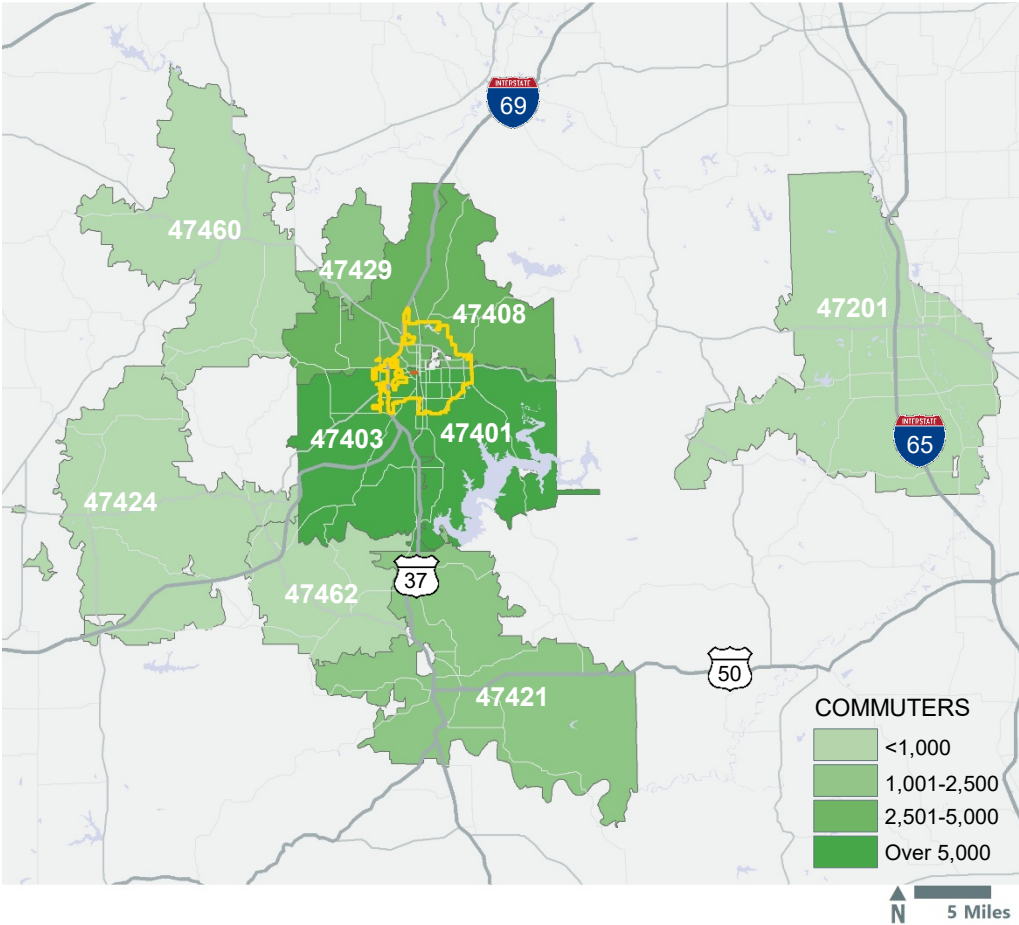 INTERSTATE
69
47460
47429
47408
47201
47403
47401
INTERSTATE
65
47424
37
47462
50
47421
COMMUTERS
<1,000
1,001-2,500
2,501-5,000
Over 5,000
N
5 Miles